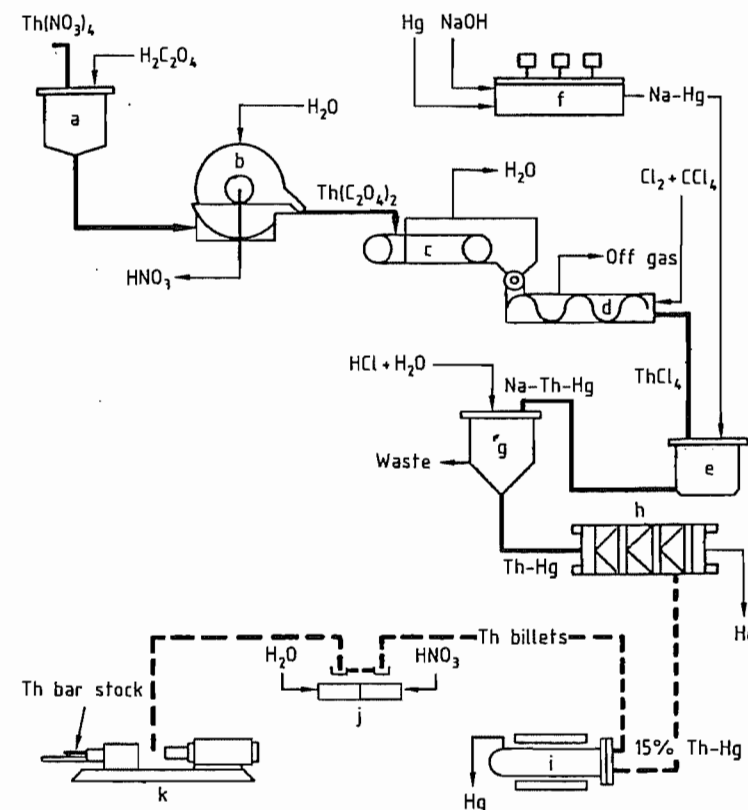 Th(NO₃)₄
H₂C₂O₄
a
Hg NaOH
f
Na–Hg
H₂O
b
Th(C₂O₄)₂
HNO₃
H₂O
c
Cl₂ + CCl₄
Off gas
d
ThCl₄
HCl + H₂O
Na–Th–Hg
g
Waste
e
h
Th–Hg
H
Th billets
H₂O
HNO₃
j
Th bar stock
k
i
15% Th–Hg
Hg